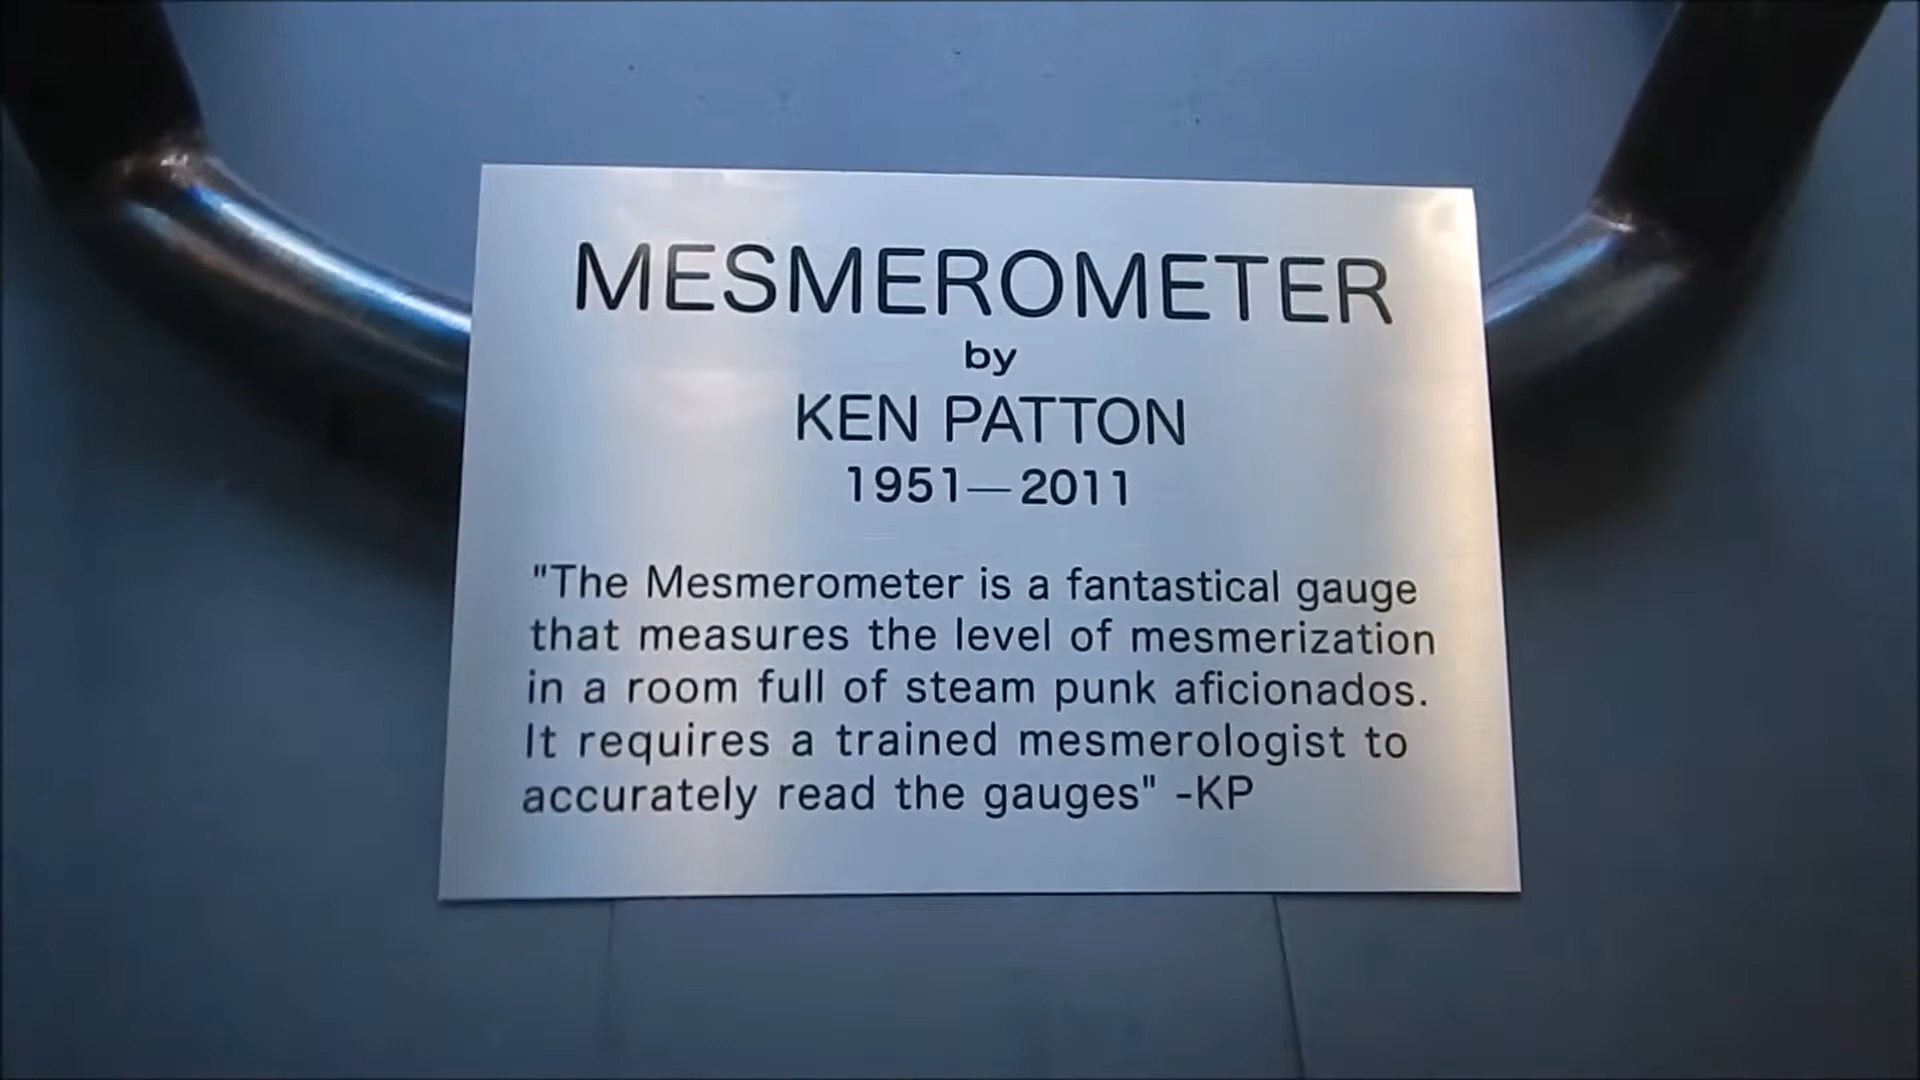 MESMEROMETER
by
KEN PATTON
1951—2011
"The Mesmerometer is a fantastical gauge
that measures the level of mesmerization
in a room full of steam punk aficionados.
It requires a trained mesmerologist to
accurately read the gauges" -KP